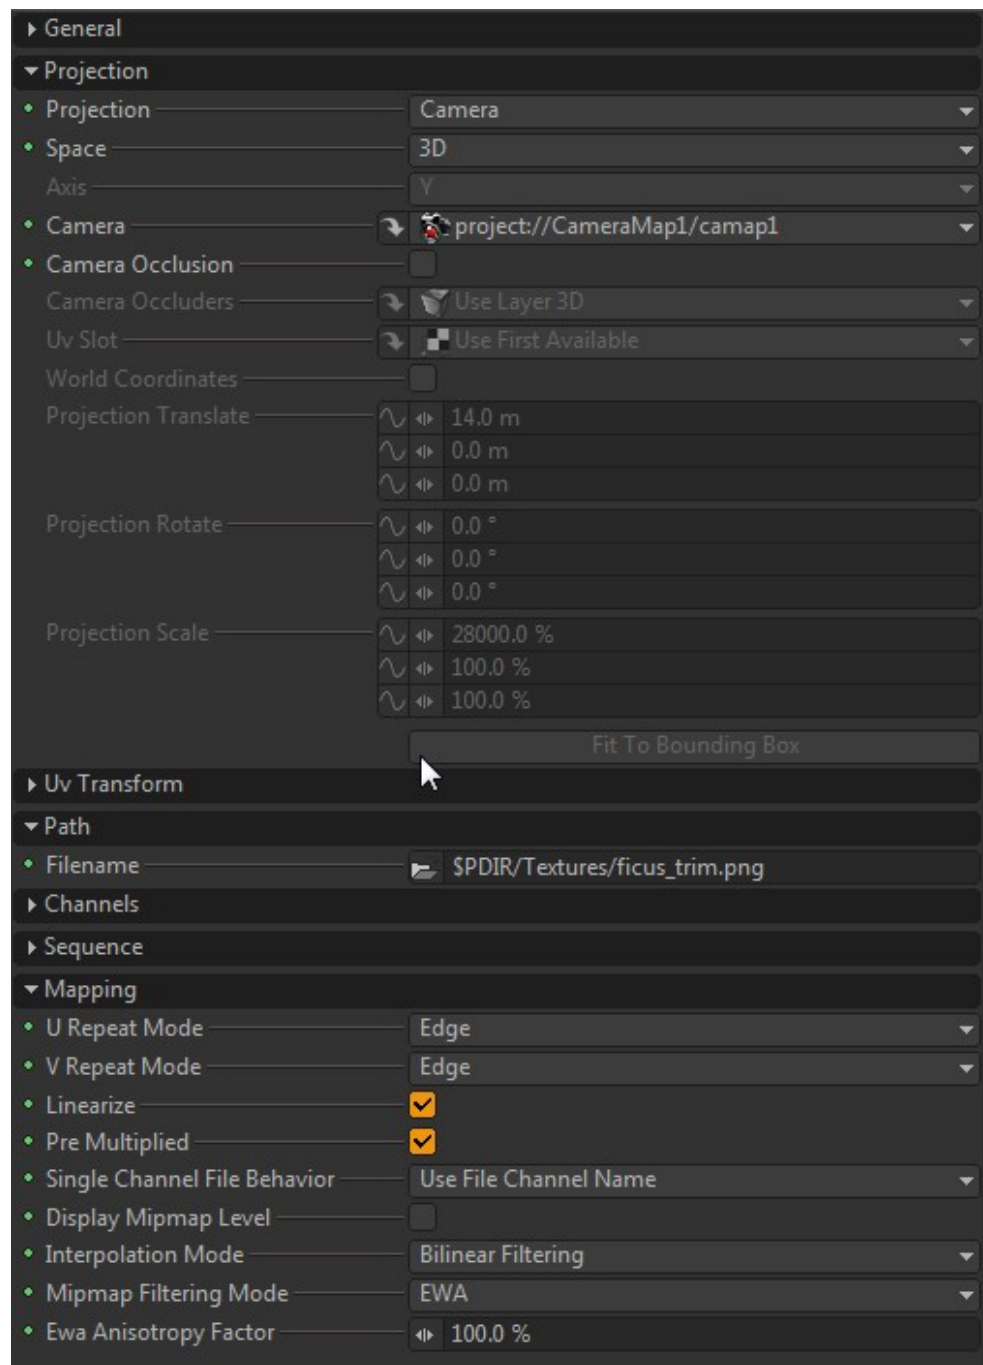 General
Projection
Projection Camera
Space 3D
Axis Y
Camera project://CameraMap1/camap1
Camera Occlusion
Camera Occluders Use Layer 3D
Uv Slot Use First Available
World Coordinates
Projection Translate 14.0 m
0.0 m
0.0 m
Projection Rotate 0.0 °
0.0 °
0.0 °
Projection Scale 28000.0 %
100.0 %
100.0 %
Fit To Bounding Box
Uv Transform
Path
Filename $PDIR/Textures/ficus_trim.png
Channels
Sequence
Mapping
U Repeat Mode Edge
V Repeat Mode Edge
Linearize
Pre Multiplied
Single Channel File Behavior Use File Channel Name
Display Mipmap Level
Interpolation Mode Bilinear Filtering
Mipmap Filtering Mode EWA
Ewa Anisotropy Factor 100.0 %